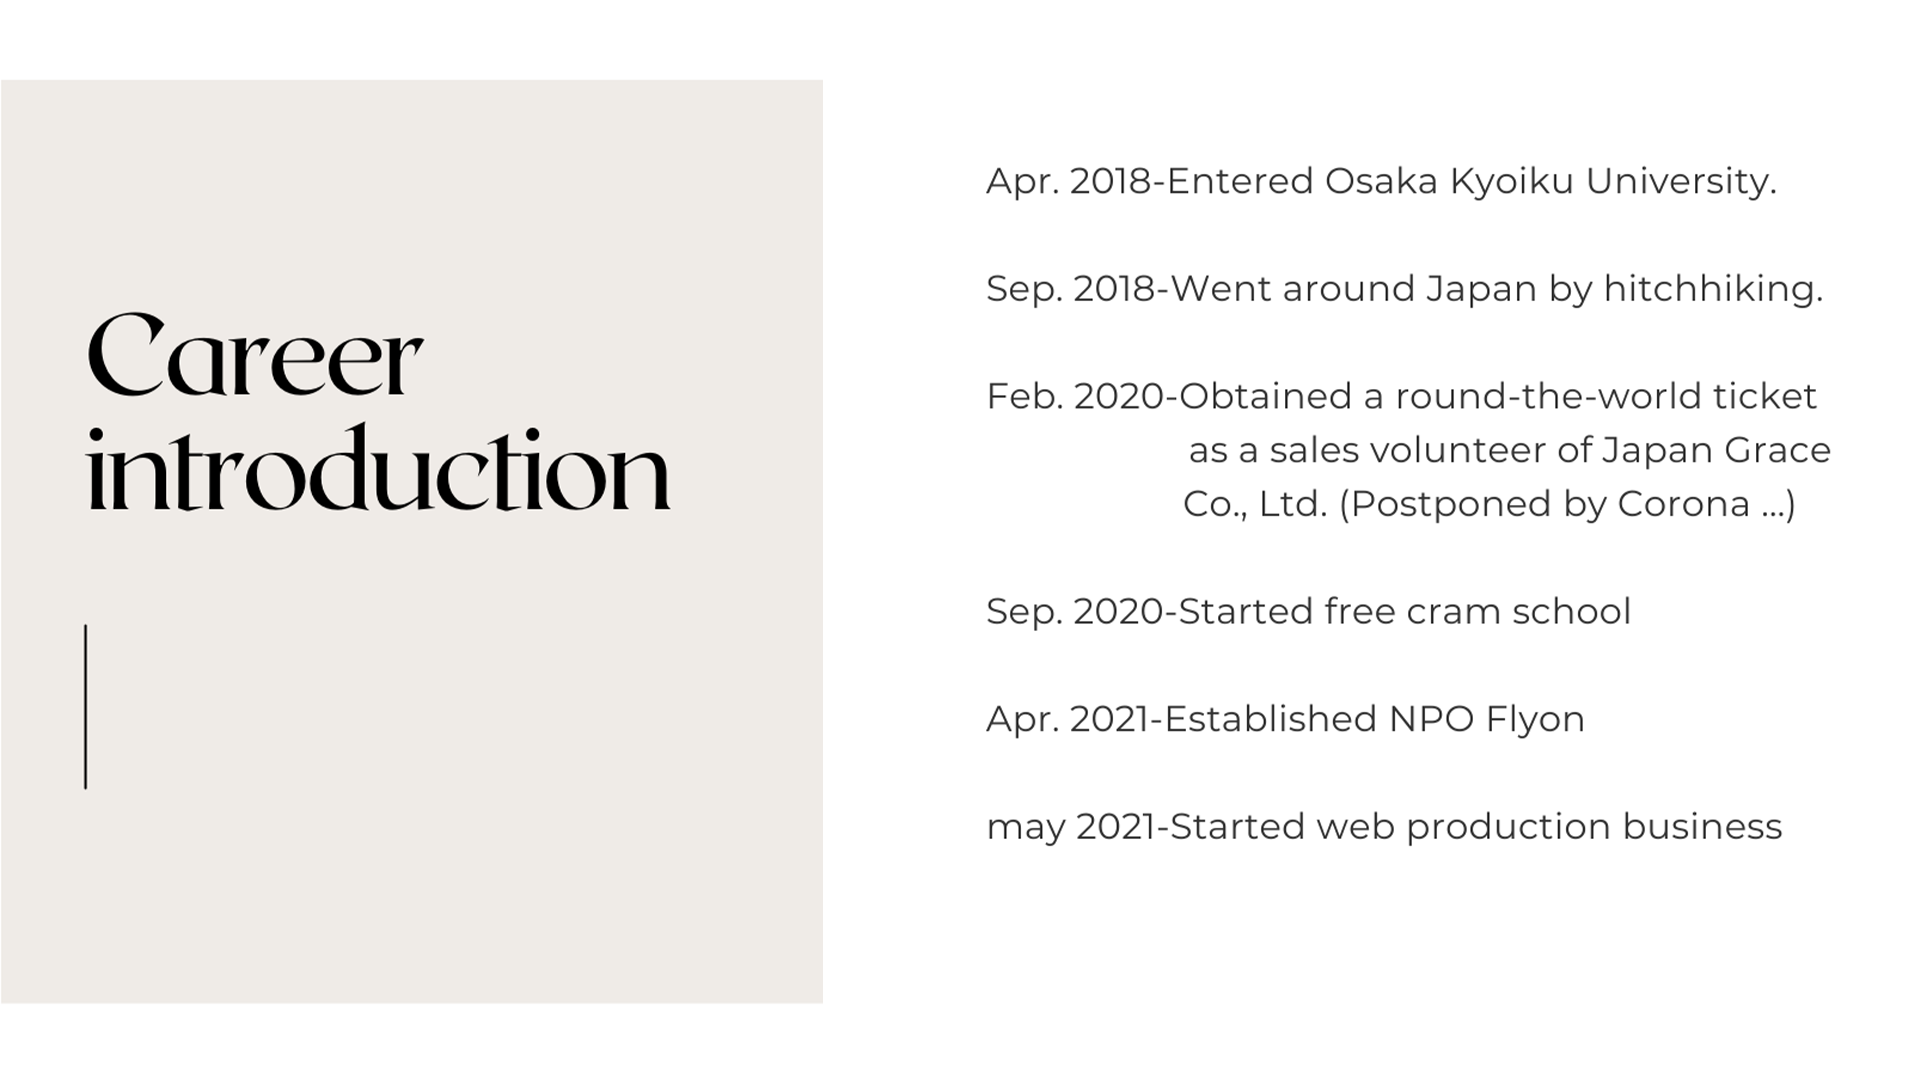 Career
introduction
Apr. 2018-Entered Osaka Kyoiku University.
Sep. 2018-Went around Japan by hitchhiking.
Feb. 2020-Obtained a round-the-world ticket
as a sales volunteer of Japan Grace
Co., Ltd. (Postponed by Corona ...)
Sep. 2020-Started free cram school
Apr. 2021-Established NPO Flyon
may 2021-Started web production business